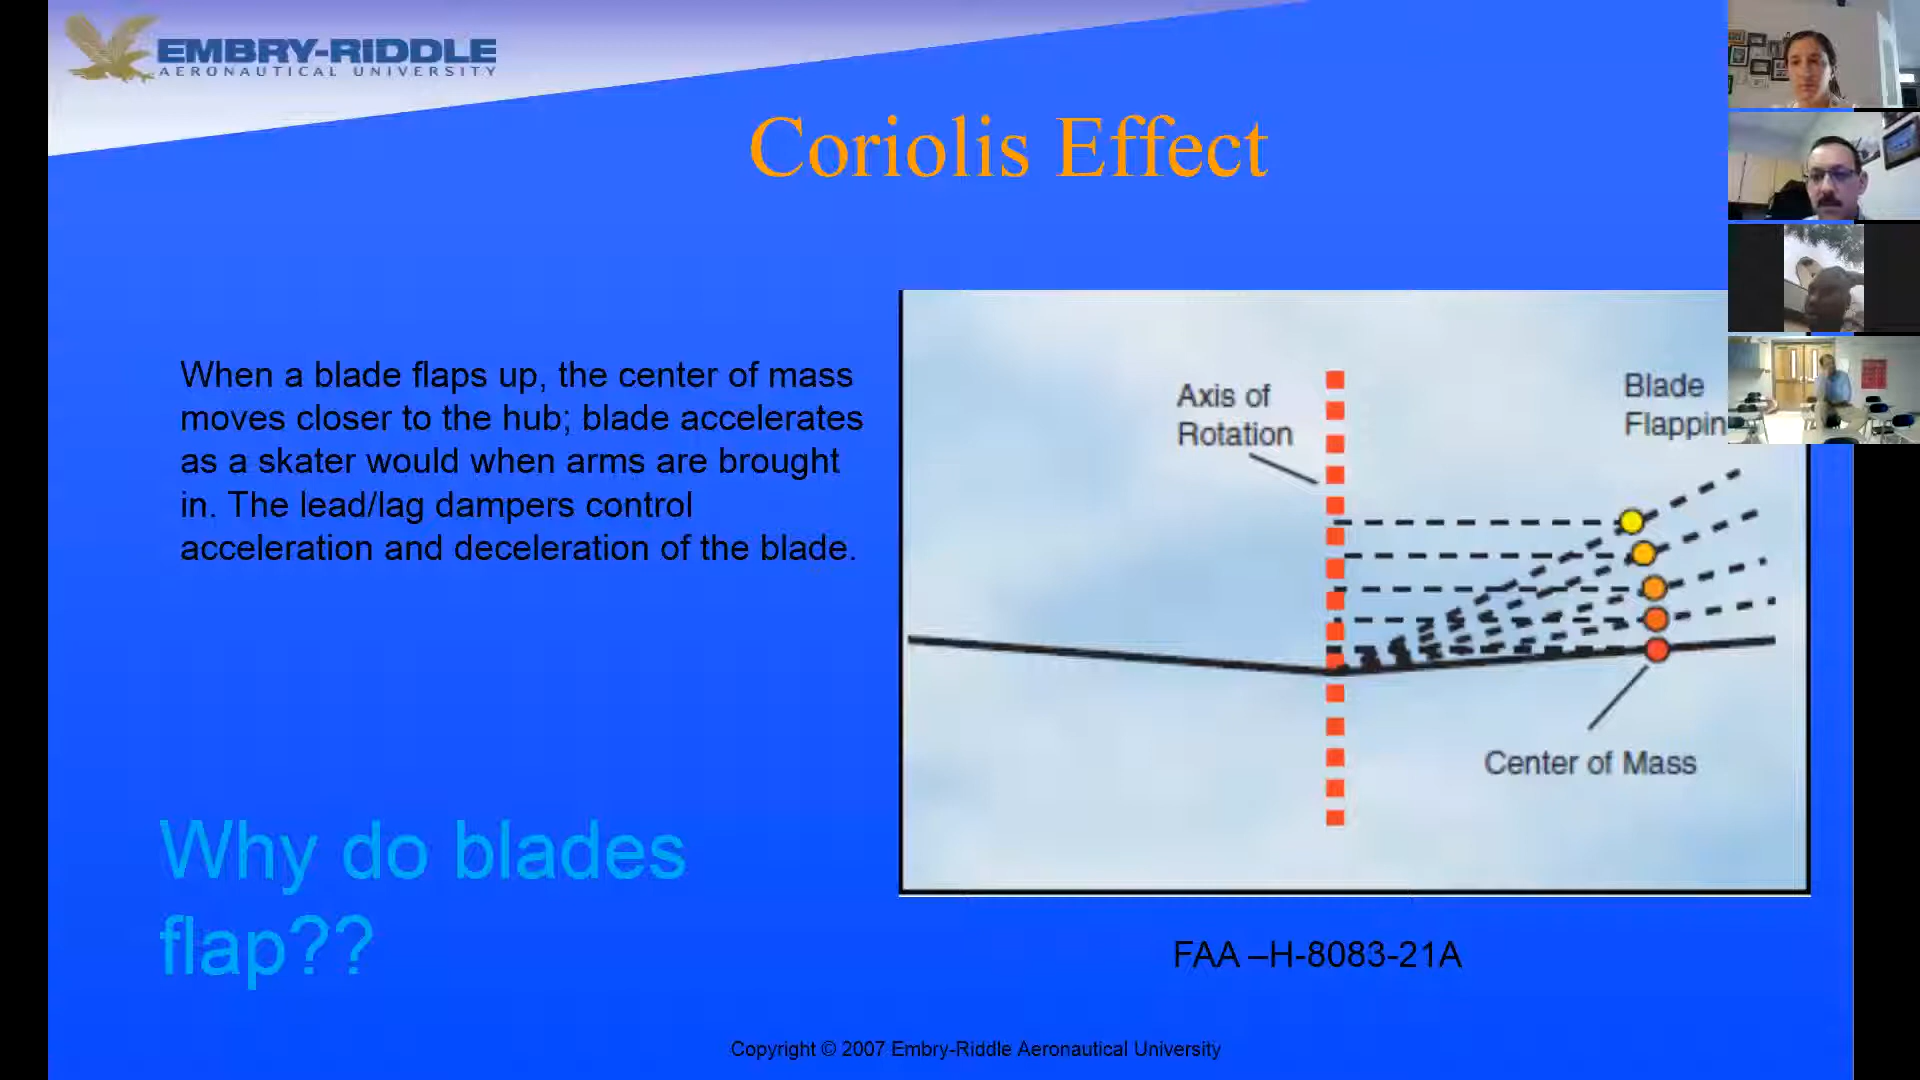 EMBRY-RIDDLE
AERONAUTICAL UNIVERSITY
Coriolis Effect
When a blade flaps up, the center of mass
moves closer to the hub; blade accelerates
as a skater would when arms are brought
in. The lead/lag dampers control
acceleration and deceleration of the blade.
Axis of
Rotation
Blade
Flappin
Center of Mass
Why do blades
flap??
FAA –H-8083-21A
Copyright © 2007 Embry-Riddle Aeronautical University